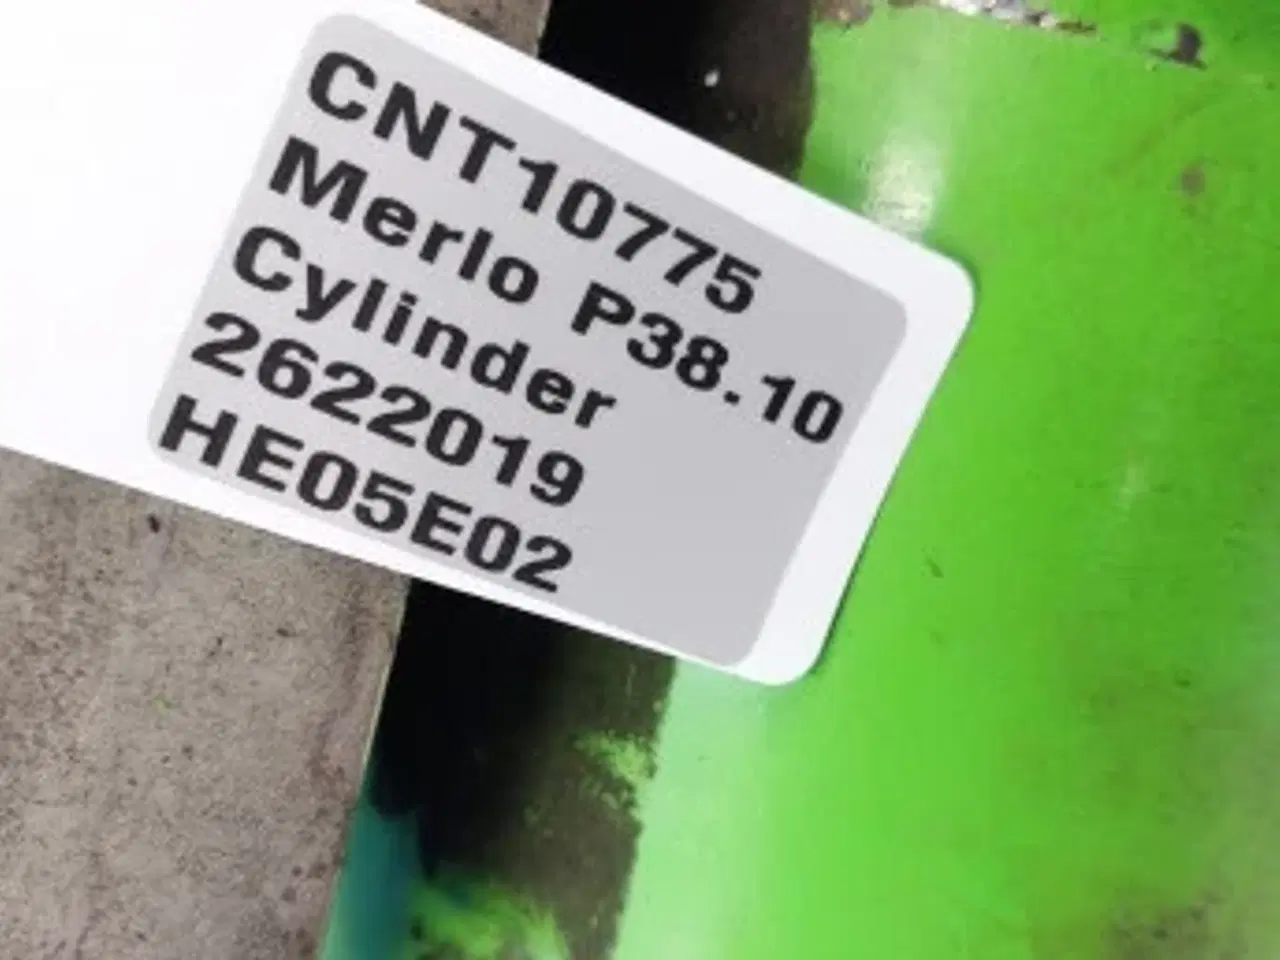 CNT10775
Merlo P38.10
Cylinder
2622019
HE05E02